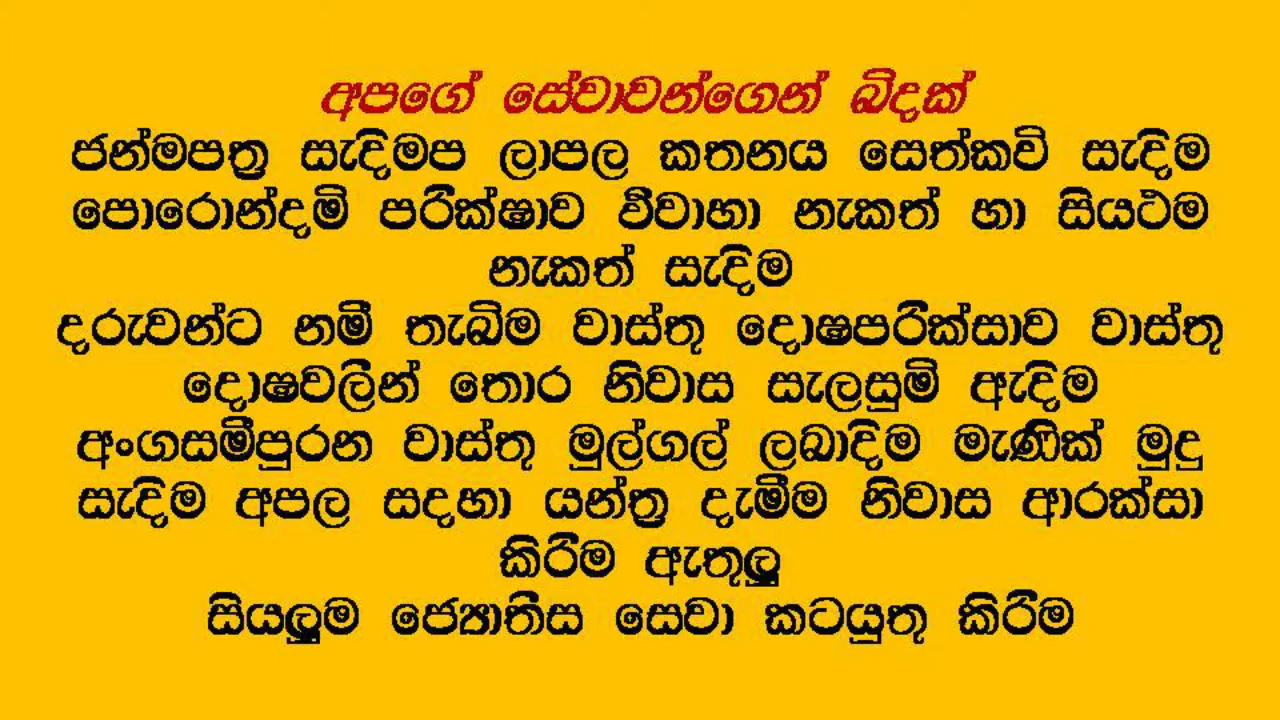 අපගේ සේවාවන්ගෙන් බිදක්
ජන්මපත්‍ර සැදිමප ලාපල කතනය සෙත්කවි සැදිම
පොරොන්දම් පරීක්ෂාව විවාහා නැකත් හා සියථම
නැකත් සැදිම
දරුවන්ට නම් තැබිම වාස්තු දොෂපරික්සාව වාස්තු
දොෂවලින් තොර නිවාස සැලසුම් ඇදිම
අංගසම්පුරන වාස්තු මුල්ගල් ලබාදිම මැණික් මුදු
සැදිම අපල සදහා යන්ත්‍ර දැමීම නිවාස ආරක්සා
කිරීම ඇතුලු
සියලුම ජ්‍යොතිස සෙවා කටයුතු කිරීම